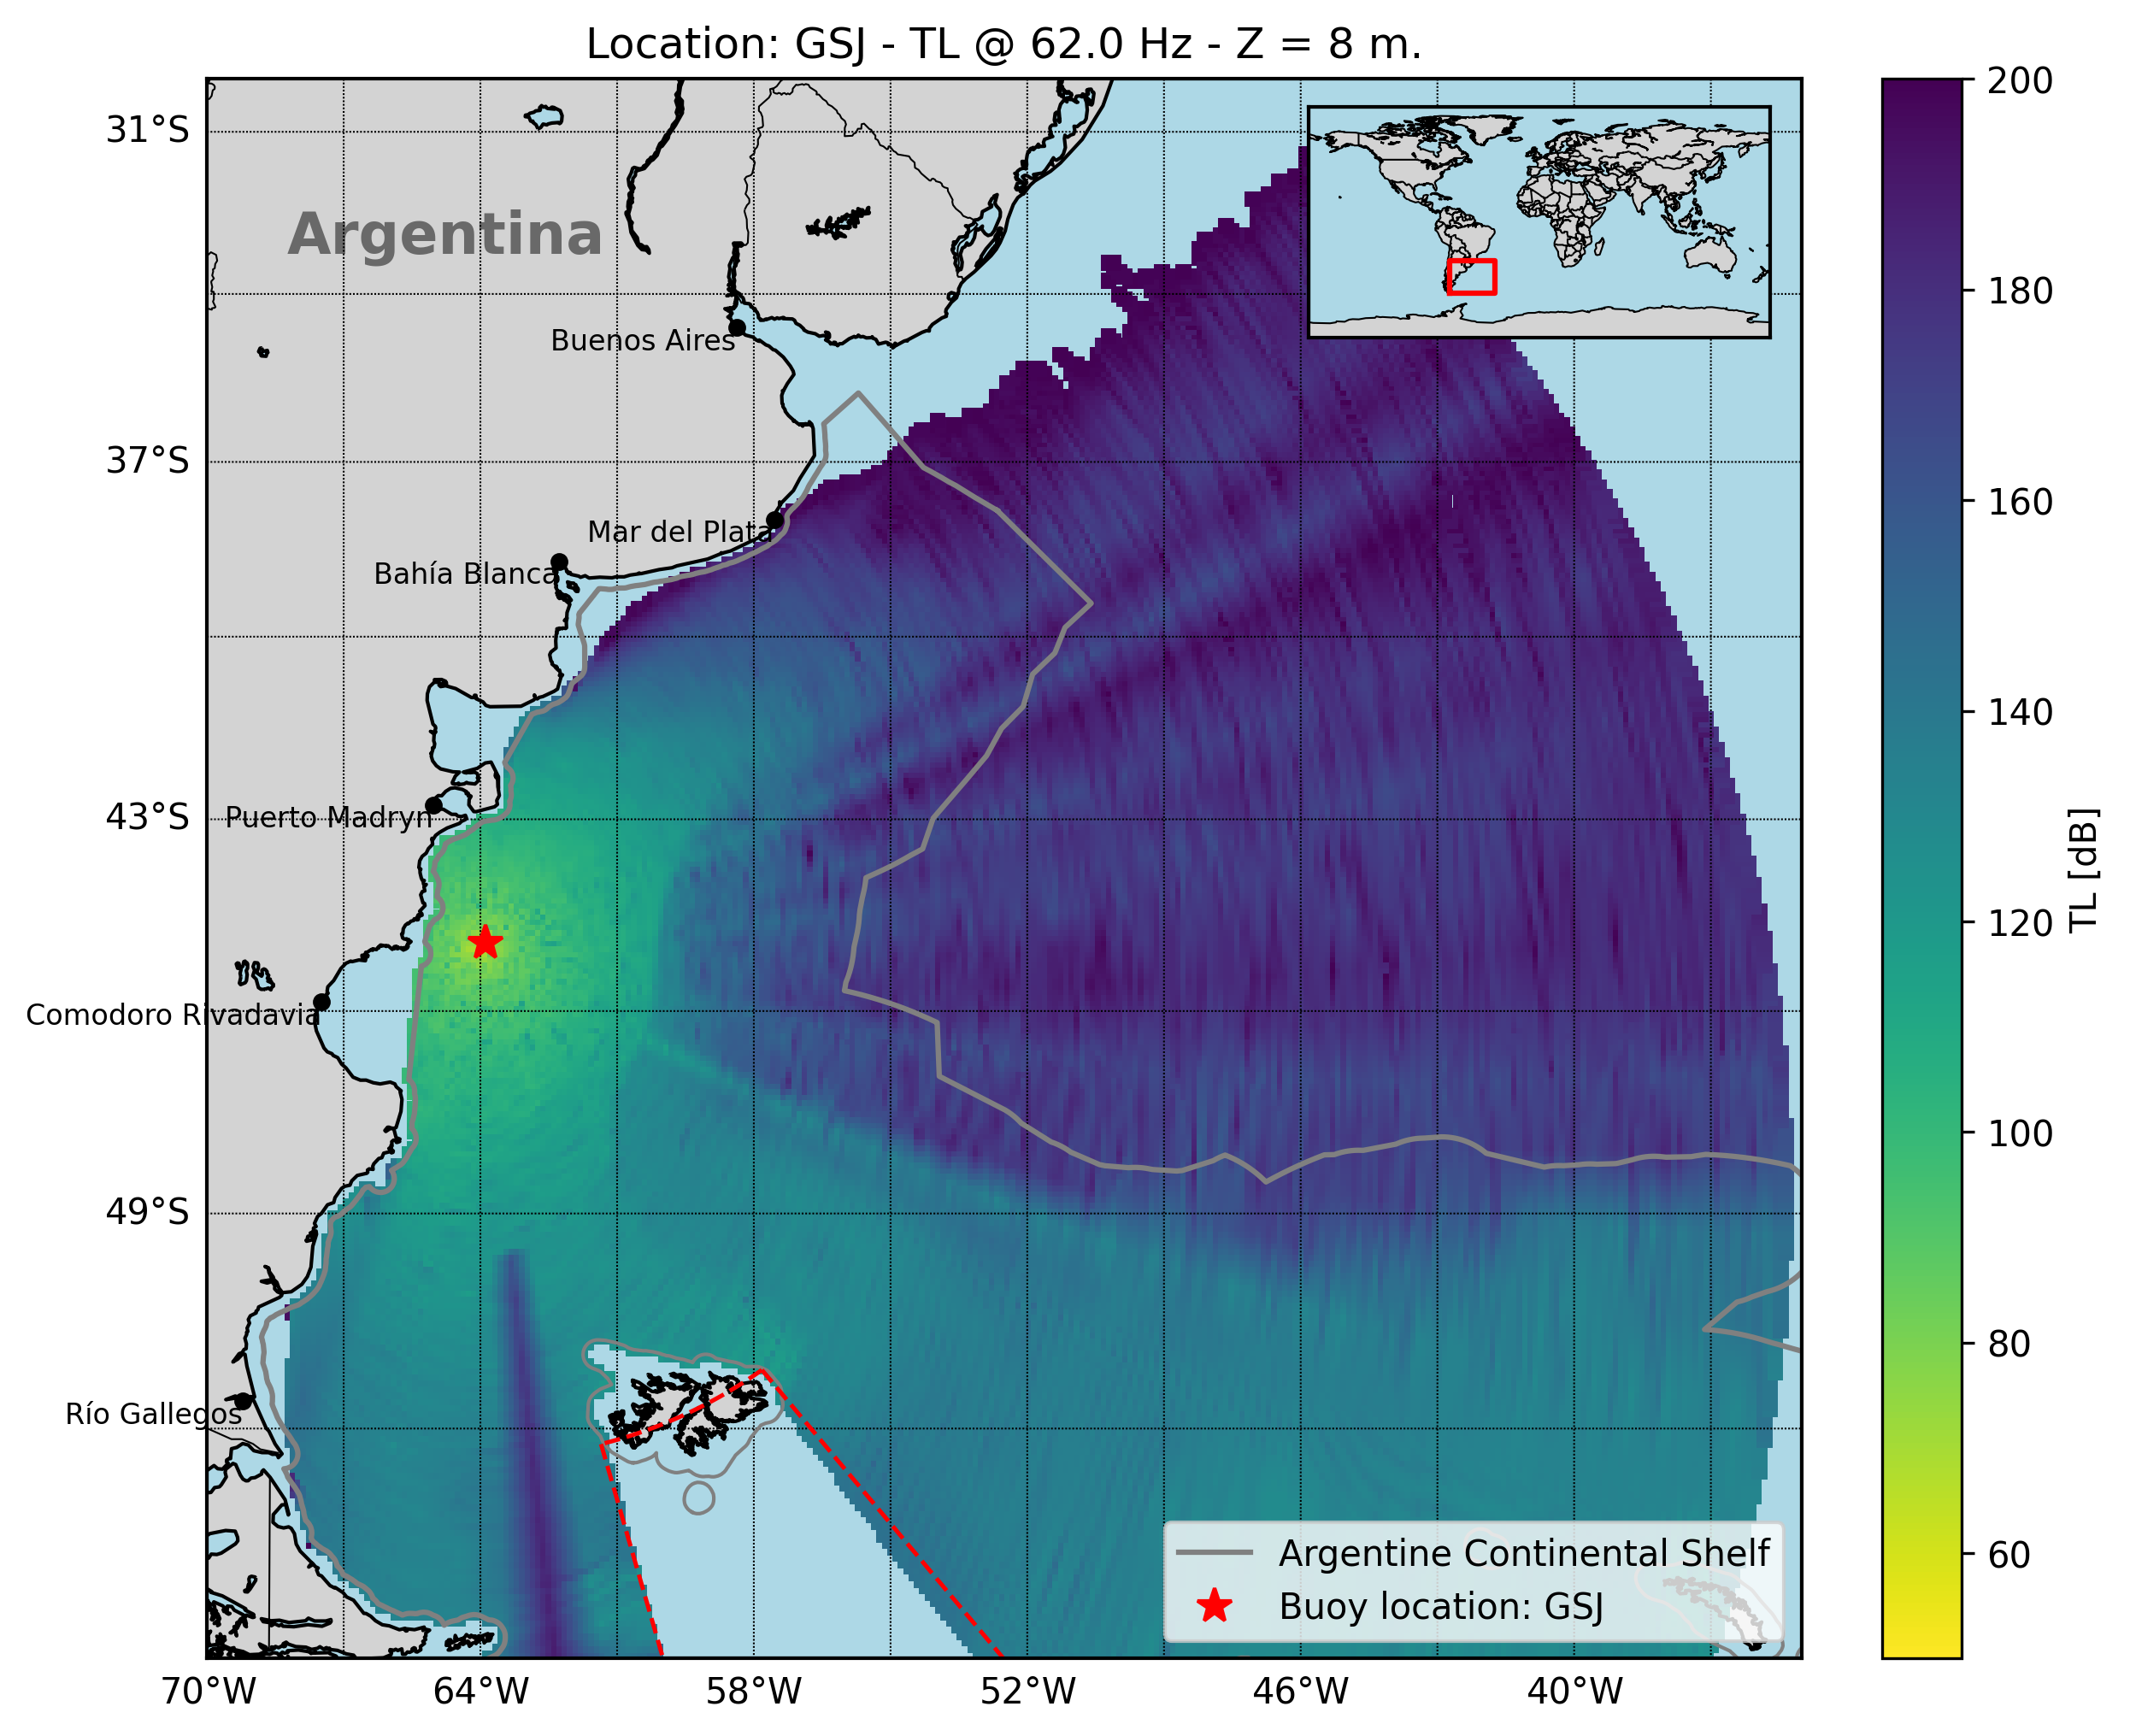 Location: GSJ - TL @ 62.0 Hz - Z = 8 m.
31°S
37°S
43°S
49°S
Argentina
Buenos Aires
Mar del Plata
Bahía Blanca
Puerto Madryn
Comodoro Rivadavia
Río Gallegos
Argentine Continental Shelf
Buoy location: GSJ
70°W
64°W
58°W
52°W
46°W
40°W
200
180
160
140
120
100
80
60
TL [dB]